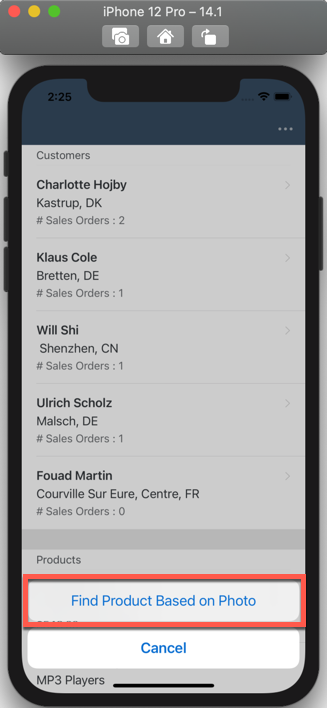 iPhone 12 Pro – 14.1
2:25
Customers
Charlotte Hojby
Kastrup, DK
# Sales Orders : 2
Klaus Cole
Bretten, DE
# Sales Orders : 1
Will Shi
Shenzhen, CN
# Sales Orders : 1
Ulrich Scholz
Malsch, DE
# Sales Orders : 1
Fouad Martin
Courville Sur Eure, Centre, FR
# Sales Orders : 0
Products
Find Product Based on Photo
Cancel
MP3 Players